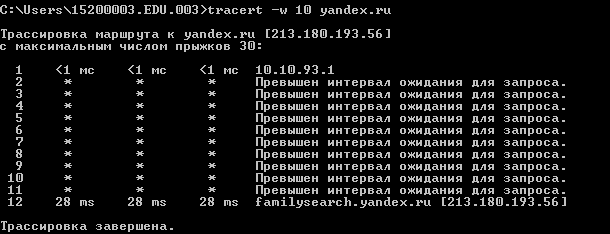 C:\Users\15200003.EDU.003>tracert -w 10 yandex.ru
Трассировка маршрута к yandex.ru [213.180.193.56]
с максимальным числом прыжков 30:
1 <1 мс <1 мс <1 мс 10.10.93.1
2 * * * Превышен интервал ожидания для запроса.
3 * * * Превышен интервал ожидания для запроса.
4 * * * Превышен интервал ожидания для запроса.
5 * * * Превышен интервал ожидания для запроса.
6 * * * Превышен интервал ожидания для запроса.
7 * * * Превышен интервал ожидания для запроса.
8 * * * Превышен интервал ожидания для запроса.
9 * * * Превышен интервал ожидания для запроса.
10 * * * Превышен интервал ожидания для запроса.
11 * * * Превышен интервал ожидания для запроса.
12 28 ms 28 ms 28 ms familysearch.yandex.ru [213.180.193.56]
Трассировка завершена.